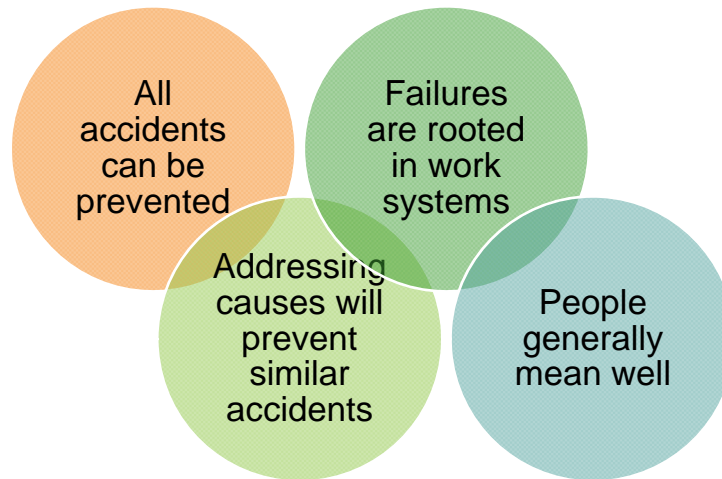 All
accidents
can be
prevented
Failures
are rooted
in work
systems
Addressing
causes will
prevent
similar
accidents
People
generally
mean well